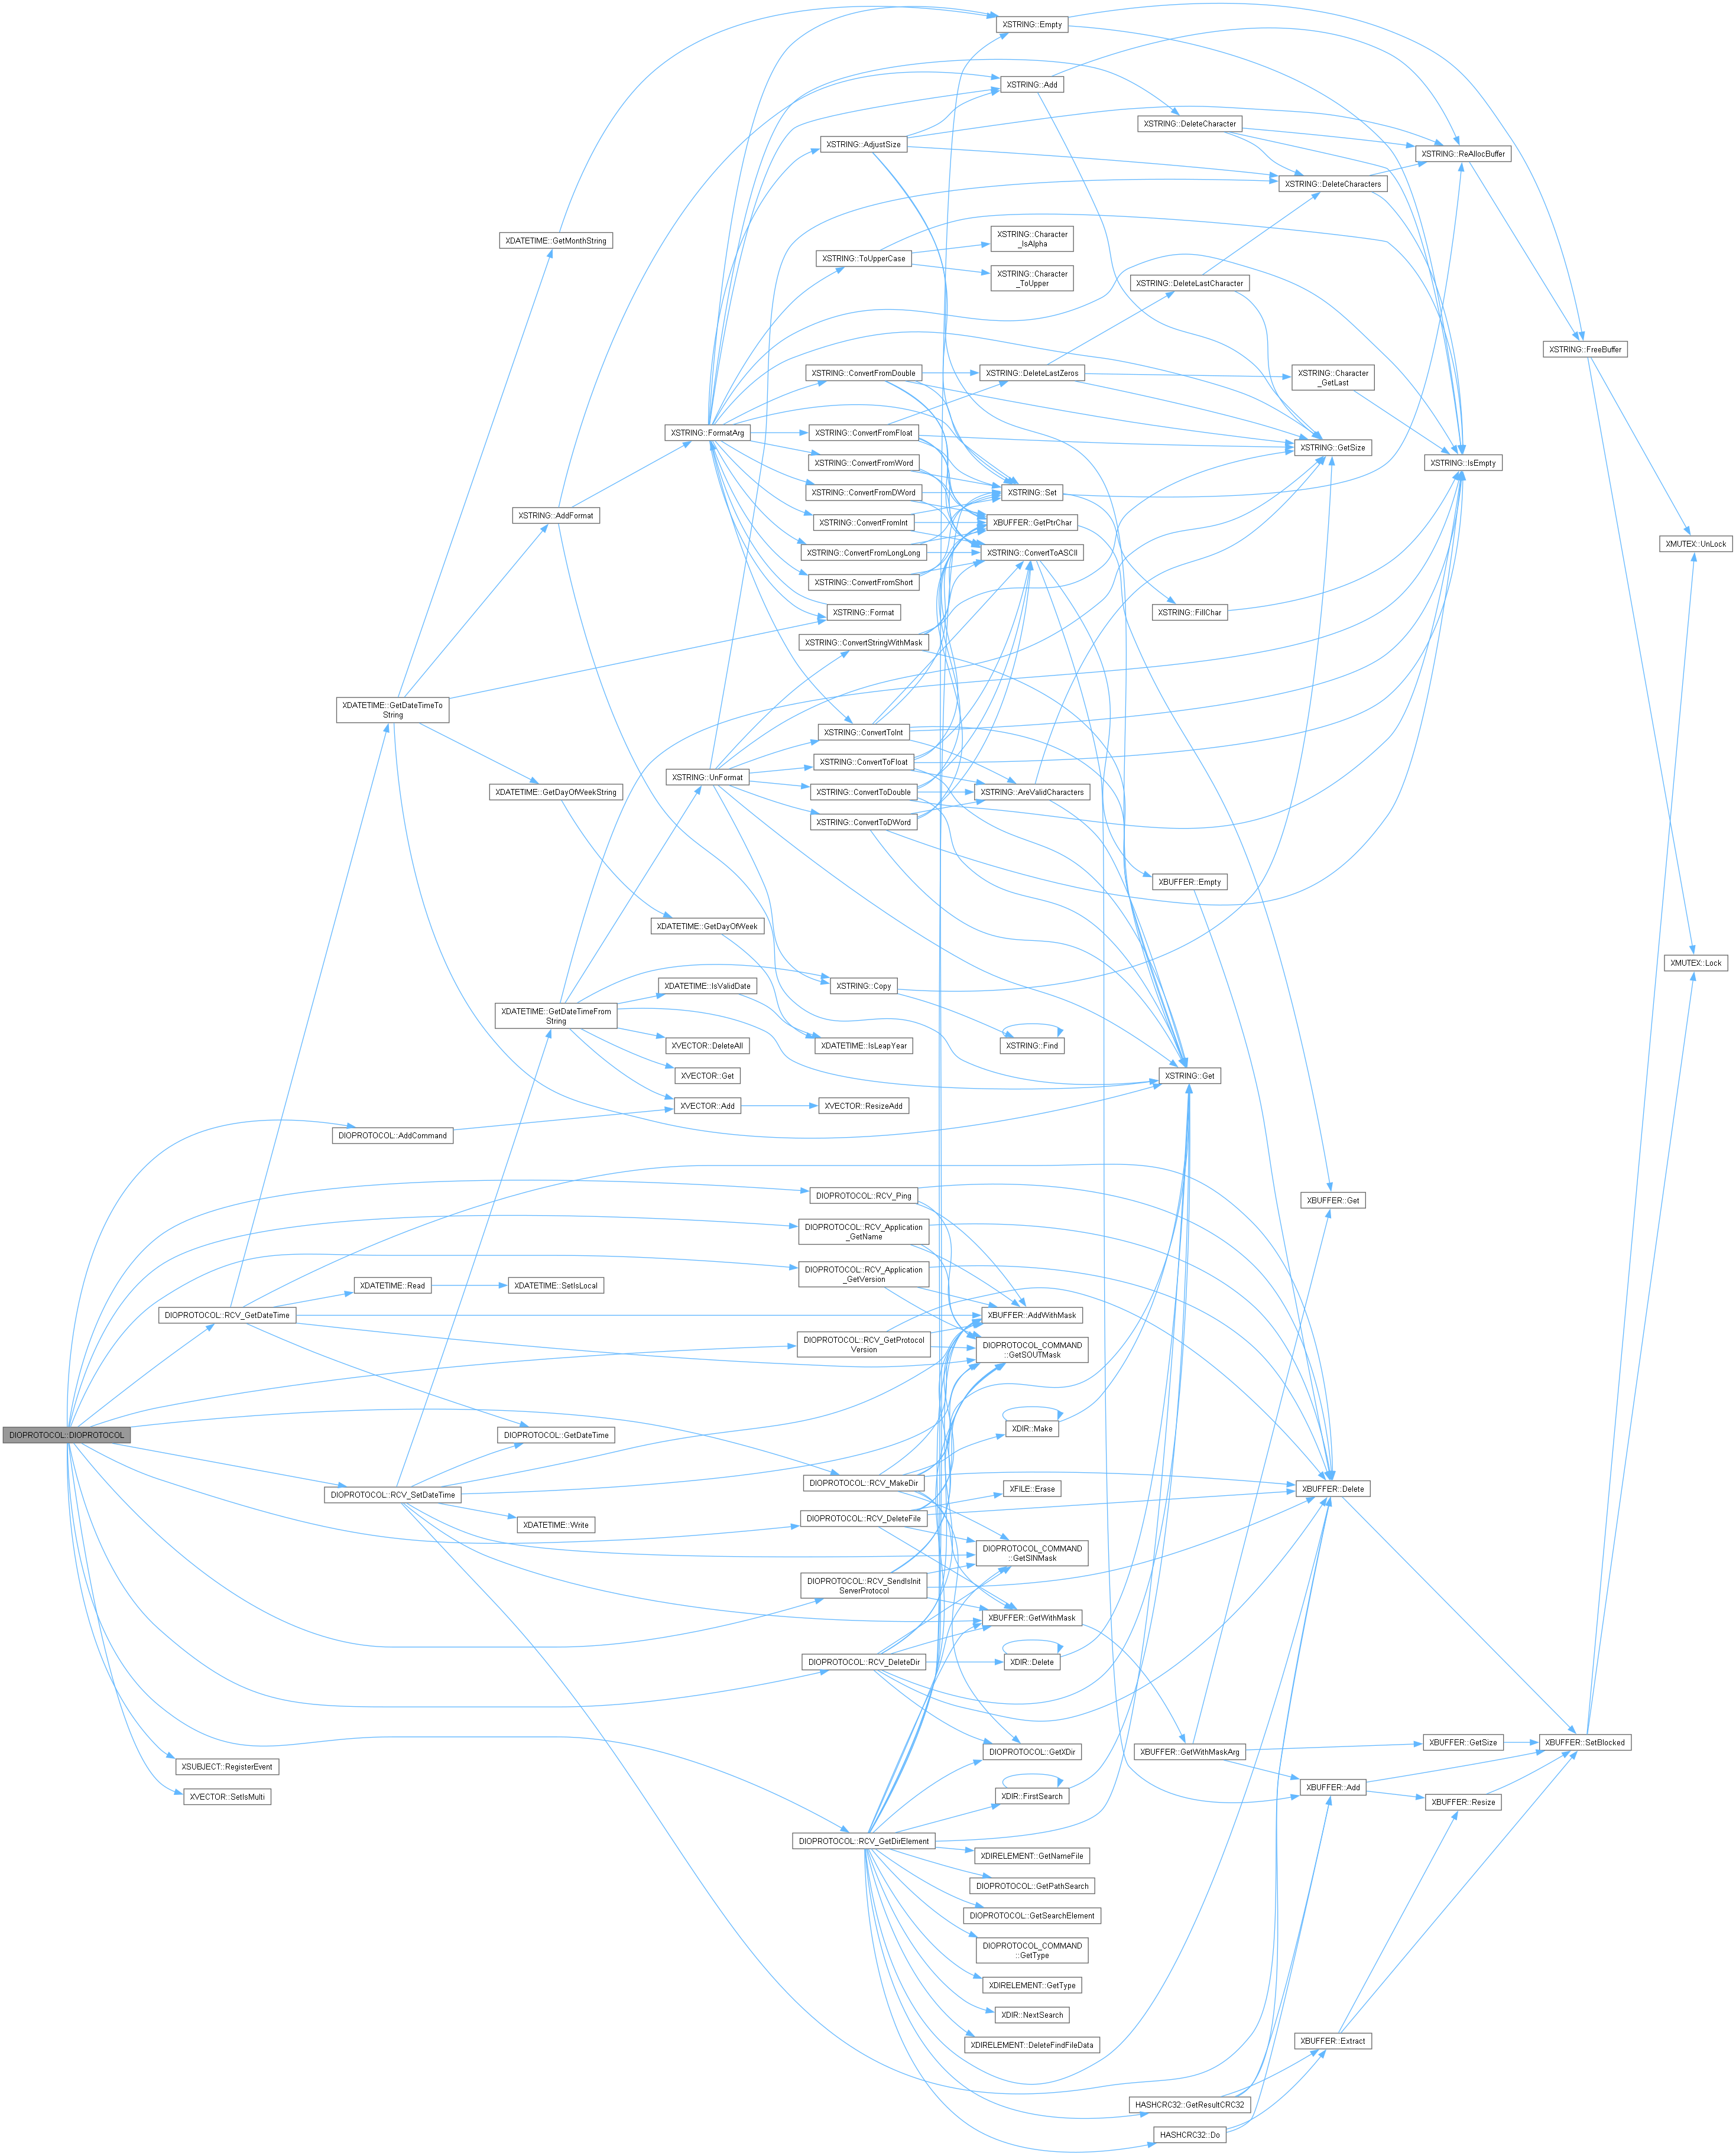 XSTRING::Empty
XSTRING::Add
XSTRING::DeleteCharacter
XSTRING::AdjustSize
XSTRING::ReAllocBuffer
XSTRING::DeleteCharacters
XSTRING::Character
_IsAlpha
XDATETIME::GetMonthString
XSTRING::ToUpperCase
XSTRING::Character
_ToUpper
XSTRING::DeleteLastCharacter
XSTRING::FreeBuffer
XSTRING::ConvertFromDouble
XSTRING::DeleteLastZeros
XSTRING::Character
_GetLast
XSTRING::FormatArg
XSTRING::ConvertFromFloat
XSTRING::GetSize
XSTRING::ConvertFromWord
XSTRING::IsEmpty
XSTRING::ConvertFromDWord
XSTRING::Set
XSTRING::AddFormat
XSTRING::ConvertFromInt
XBUFFER::GetPtrChar
XMUTEX::UnLock
XSTRING::ConvertFromLongLong
XSTRING::ConvertToASCII
XSTRING::ConvertFromShort
XSTRING::Format
XSTRING::FillChar
XSTRING::ConvertStringWithMask
XDATETIME::GetDateTimeTo
String
XSTRING::ConvertToInt
XSTRING::ConvertToFloat
XSTRING::UnFormat
XDATETIME::GetDayOfWeekString
XSTRING::ConvertToDouble
XSTRING::AreValidCharacters
XSTRING::ConvertToDWord
XBUFFER::Empty
XDATETIME::GetDayOfWeek
XMUTEX::Lock
XDATETIME::IsValidDate
XSTRING::Copy
XDATETIME::GetDateTimeFrom
String
XVECTOR::DeleteAll
XDATETIME::IsLeapYear
XSTRING::Find
XVECTOR::Get
XSTRING::Get
XVECTOR::Add
XVECTOR::ResizeAdd
DIOPROTOCOL::AddCommand
DIOPROTOCOL::RCV_Ping
XBUFFER::Get
DIOPROTOCOL::RCV_Application
_GetName
DIOPROTOCOL::RCV_Application
_GetVersion
XDATETIME::Read
XDATETIME::SetIsLocal
DIOPROTOCOL::RCV_GetDateTime
XBUFFER::AddWithMask
DIOPROTOCOL::RCV_GetProtocol
Version
DIOPROTOCOL_COMMAND
::GetSOUTMask
XDIR::Make
DIOPROTOCOL::DIOPROTOCOL
DIOPROTOCOL::GetDateTime
DIOPROTOCOL::RCV_MakeDir
XFILE::Erase
XBUFFER::Delete
DIOPROTOCOL::RCV_SetDateTime
DIOPROTOCOL::RCV_DeleteFile
XDATETIME::Write
DIOPROTOCOL_COMMAND
::GetSINMask
DIOPROTOCOL::RCV_SendIsInit
ServerProtocol
XBUFFER::GetWithMask
DIOPROTOCOL::RCV_DeleteDir
XDIR::Delete
XBUFFER::GetSize
XBUFFER::SetBlocked
DIOPROTOCOL::GetXDir
XBUFFER::GetWithMaskArg
XSUBJECT::RegisterEvent
XBUFFER::Add
XVECTOR::SetIsMulti
XDIR::FirstSearch
XBUFFER::Resize
DIOPROTOCOL::RCV_GetDirElement
XDIRELEMENT::GetNameFile
DIOPROTOCOL::GetPathSearch
DIOPROTOCOL::GetSearchElement
DIOPROTOCOL_COMMAND
::GetType
XDIRELEMENT::GetType
XDIR::NextSearch
XDIRELEMENT::DeleteFindFileData
XBUFFER::Extract
HASHCRC32::GetResultCRC32
HASHCRC32::Do